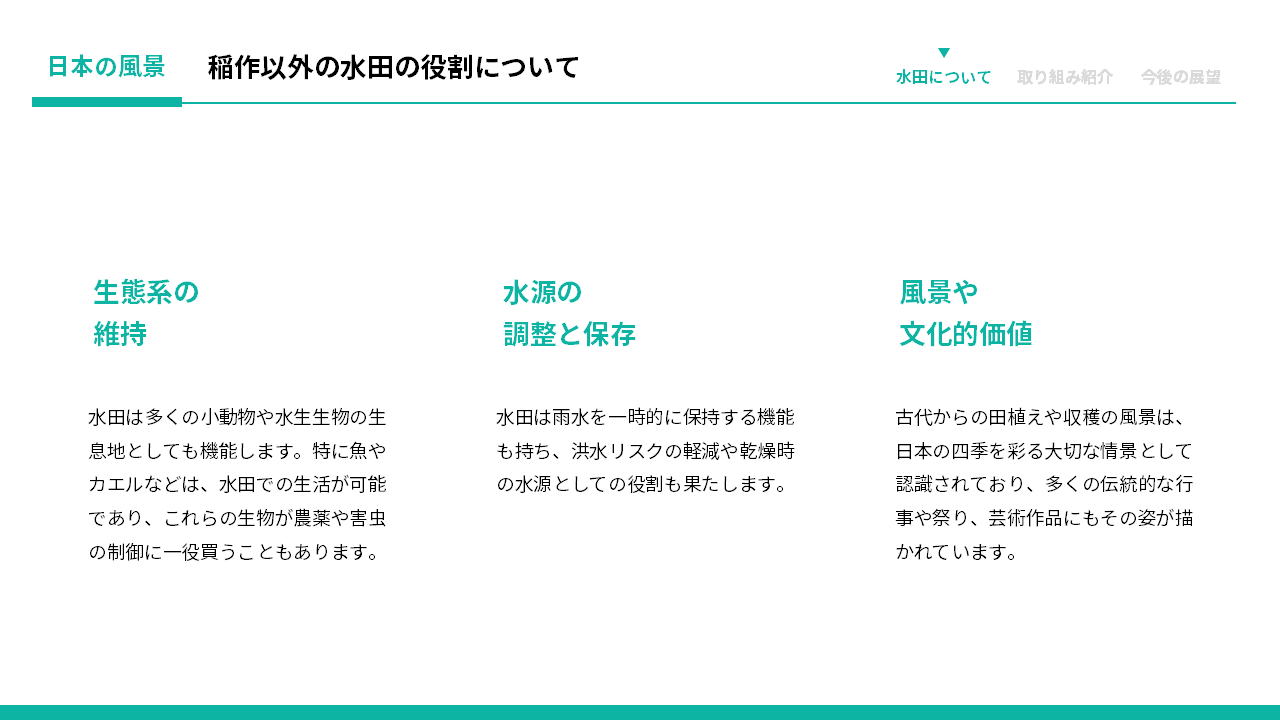 日本の風景
稲作以外の水田の役割について
▼
水田について
取り組み紹介
今後の展望
生態系の
維持
水田は多くの小動物や水生生物の生
息地としても機能します。特に魚や
カエルなどは、水田での生活が可能
であり、これらの生物が農薬や害虫
の制御に一役買うこともあります。
水源の
調整と保存
水田は雨水を一時的に保持する機能
も持ち、洪水リスクの軽減や乾燥時
の水源としての役割も果たします。
風景や
文化的価値
古代からの田植えや収穫の風景は、
日本の四季を彩る大切な情景として
認識されており、多くの伝統的な行
事や祭り、芸術作品にもその姿が描
かれています。